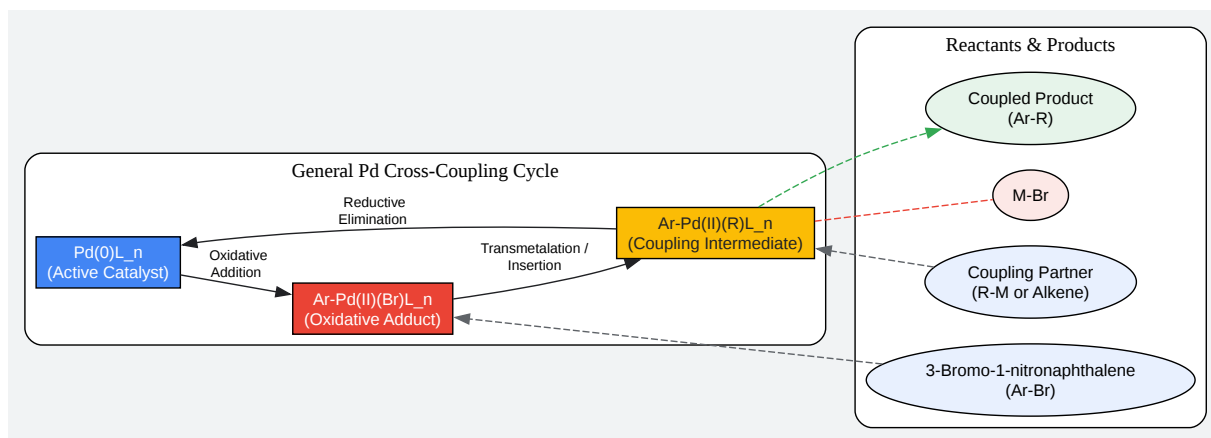 General Pd Cross-Coupling Cycle
Reductive
Elimination
Pd(0)L_n
(Active Catalyst)
Oxidative
Addition
Ar-Pd(II)(Br)L_n
(Oxidative Adduct)
Transmetalation /
Insertion
Ar-Pd(II)(R)L_n
(Coupling Intermediate)
Reactants & Products
Coupled Product
(Ar-R)
M-Br
Coupling Partner
(R-M or Alkene)
3-Bromo-1-nitronaphthalene
(Ar-Br)